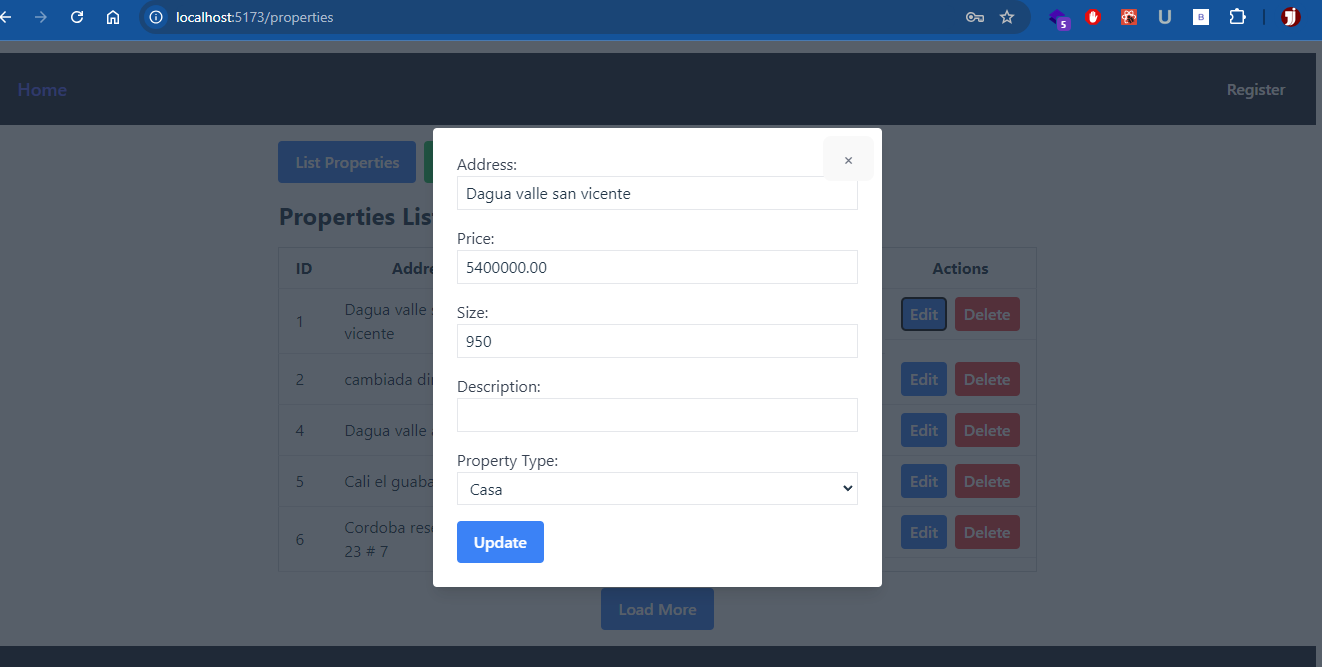 localhost:5173/properties
5
U
B
Home
Register
List Properties
Properties Lis
ID
Addre
Actions
1
Dagua valle
vicente
Edit
Delete
2
cambiada di
Edit
Delete
4
Dagua valle
Edit
Delete
5
Cali el guaba
Edit
Delete
6
Cordoba rese
23 # 7
Edit
Delete
Load More
×
Address:
Dagua valle san vicente
Price:
5400000.00
Size:
950
Description:
Property Type:
Casa
Update